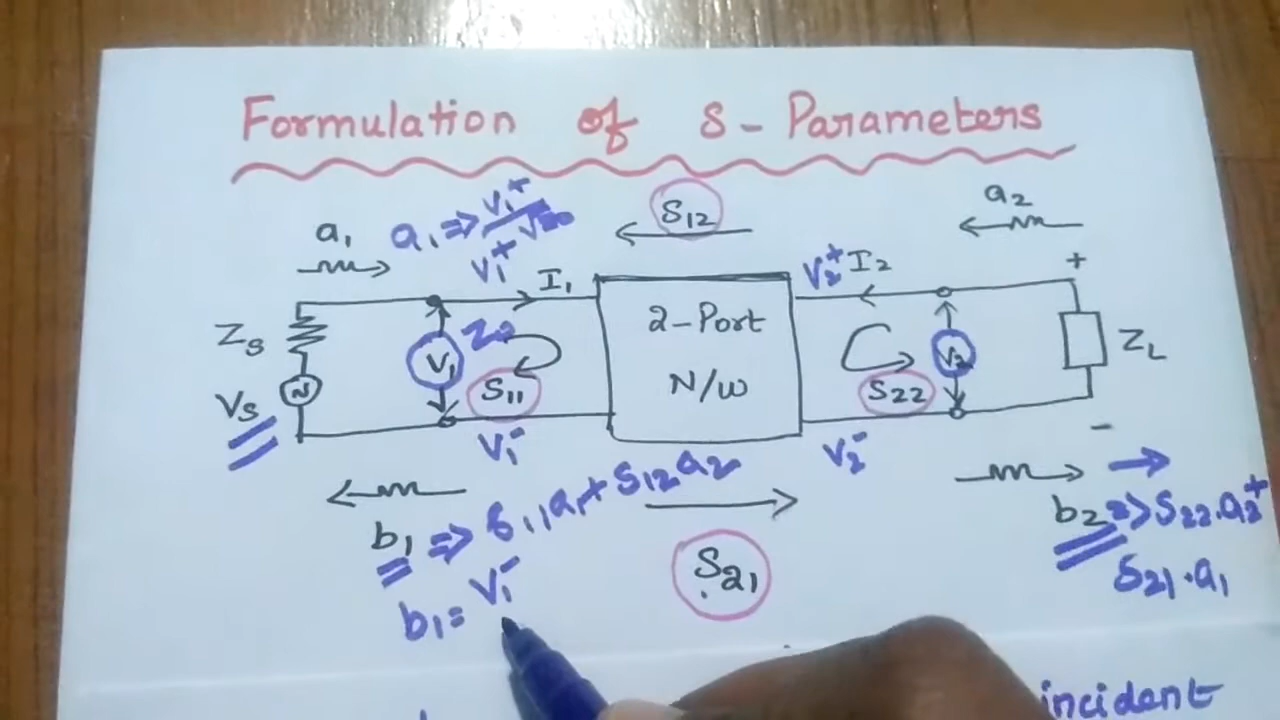 Formulation of S-Parameters
S12
a2
a1 a1 ⇒ V1+/√Z0
V1+ I1 V2+ I2 +
Zs Z0 2-Port ZL
V1 V2
N/W
Vs S11 S22
V1- V2- -
b1 ⇒ S11a1+S12a2
b2 ⇒ S22.a2+
S21 S21.a1
b1= V1-
incident